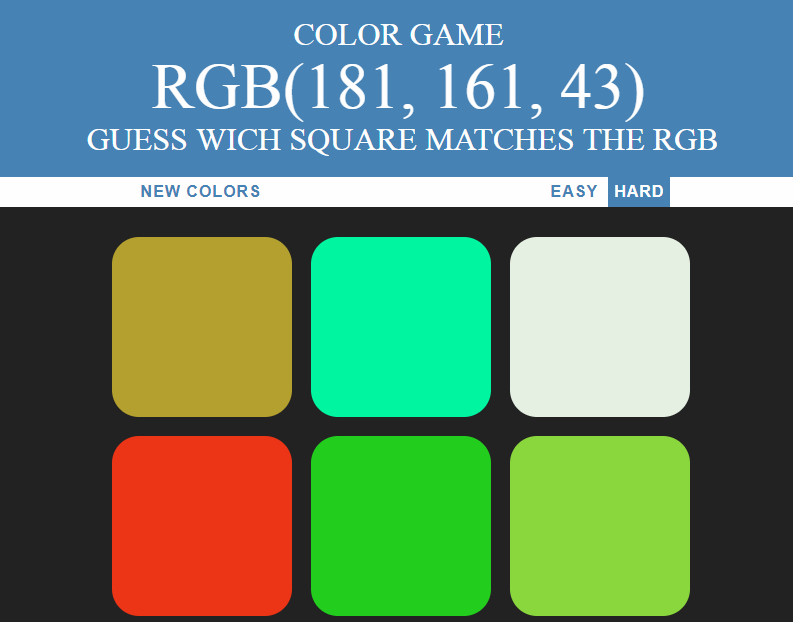 COLOR GAME
RGB(181, 161, 43)
GUESS WICH SQUARE MATCHES THE RGB
NEW COLORS EASY HARD